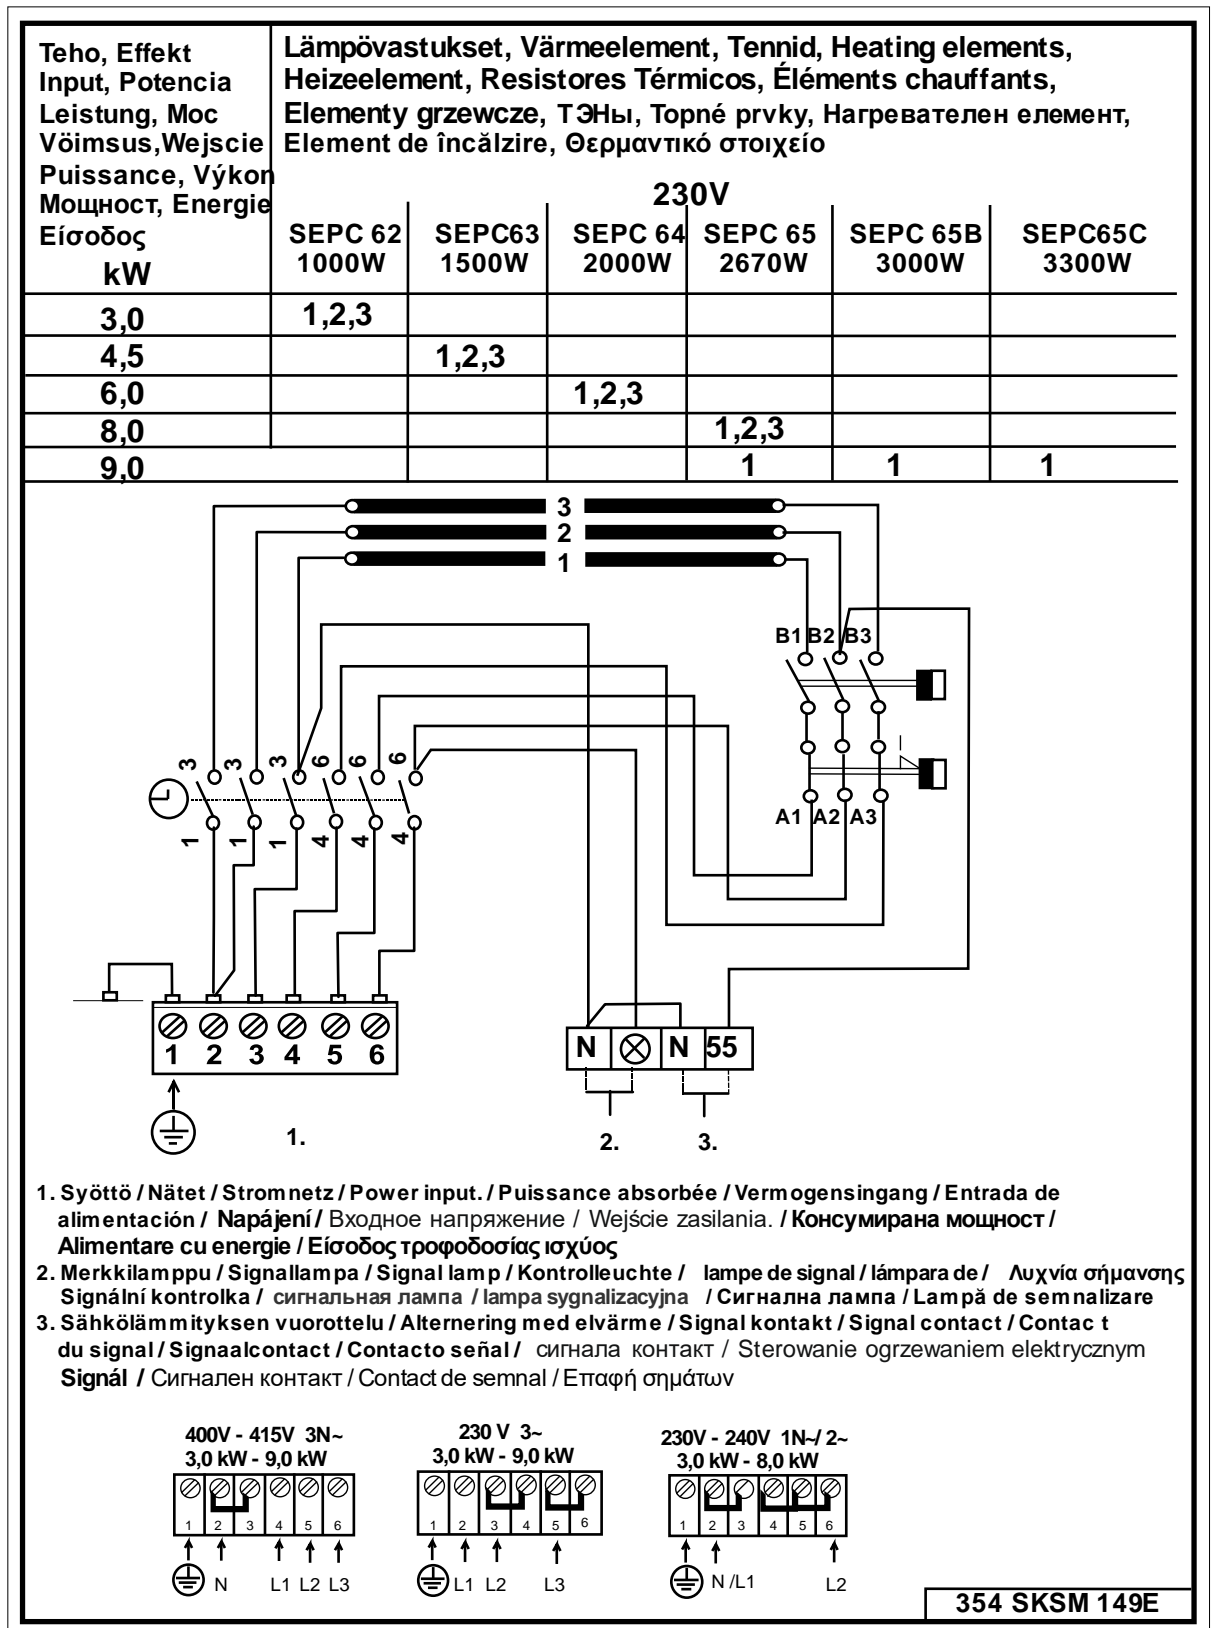 Teho, Effekt
Input, Potencia
Leistung, Moc
Vöimsus,Wejscie
Puissance, Výkon
Мощност, Energie
Είσοδος
kW
Lämpövastukset, Värmeelement, Tennid, Heating elements,
Heizeelement, Resistores Térmicos, Éléments chauffants,
Elementy grzewcze, ТЭНы, Topné prvky, Нагревателен елемент,
Element de încălzire, Θερμαντικό στοιχείο
230V
SEPC 62 SEPC63 SEPC 64 SEPC 65 SEPC 65B SEPC65C
1000W 1500W 2000W 2670W 3000W 3300W
3,0 1,2,3
4,5 1,2,3
6,0 1,2,3
8,0 1,2,3
9,0 1 1 1
3
2
1
B1 B2 B3
3 3 3 6 6 6
A1 A2 A3
1 1 1 4 4 4
1 2 3 4 5 6
N N 55
1. 2. 3.
1. Syöttö / Nätet / Stromnetz / Power input. / Puissance absorbée / Vermogensingang / Entrada de
alimentación / Napájení / Входное напряжение / Wejście zasilania. / Консумирана мощност /
Alimentare cu energie / Είσοδος τροφοδοσίας ισχύος
2. Merkkilamppu / Signallampa / Signal lamp / Kontrolleuchte / lampe de signal / lámpara de / Λυχνία σήμανσης
Signální kontrolka / сигнальная лампа / lampa sygnalizacyjna / Сигнална лампа / Lampă de semnalizare
3. Sähkölämmityksen vuorottelu / Alternering med elvärme / Signal kontakt / Signal contact / Contac t
du signal / Signaalcontact / Contacto señal / сигнала контакт / Sterowanie ogrzewaniem elektrycznym
Signál / Сигнален контакт / Contact de semnal / Επαφή σημάτων
400V - 415V 3N~
3,0 kW - 9,0 kW
1 2 3 4 5 6
N L1 L2 L3
230 V 3~
3,0 kW - 9,0 kW
1 2 3 4 5 6
L1 L2 L3
230V - 240V 1N~/ 2~
3,0 kW - 8,0 kW
1 2 3 4 5 6
N /L1 L2
354 SKSM 149E